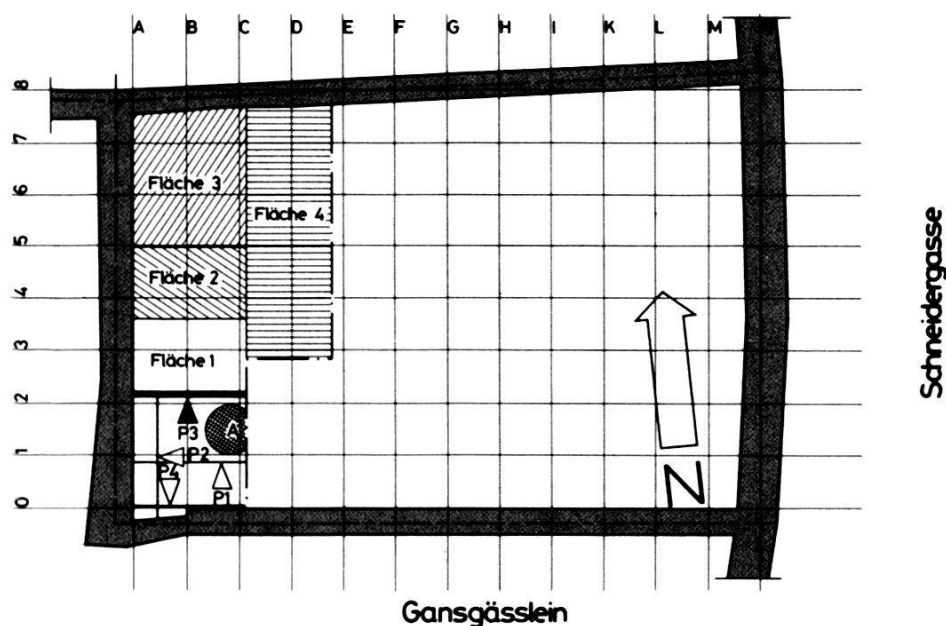 A B C D E F G H I K L M
8
7
6
5
4
3
2
1
0
Fläche 3
Fläche 4
Fläche 2
Fläche 1
P3
A
P2
P4
P1
N
Schneidergasse
Gansgässlein